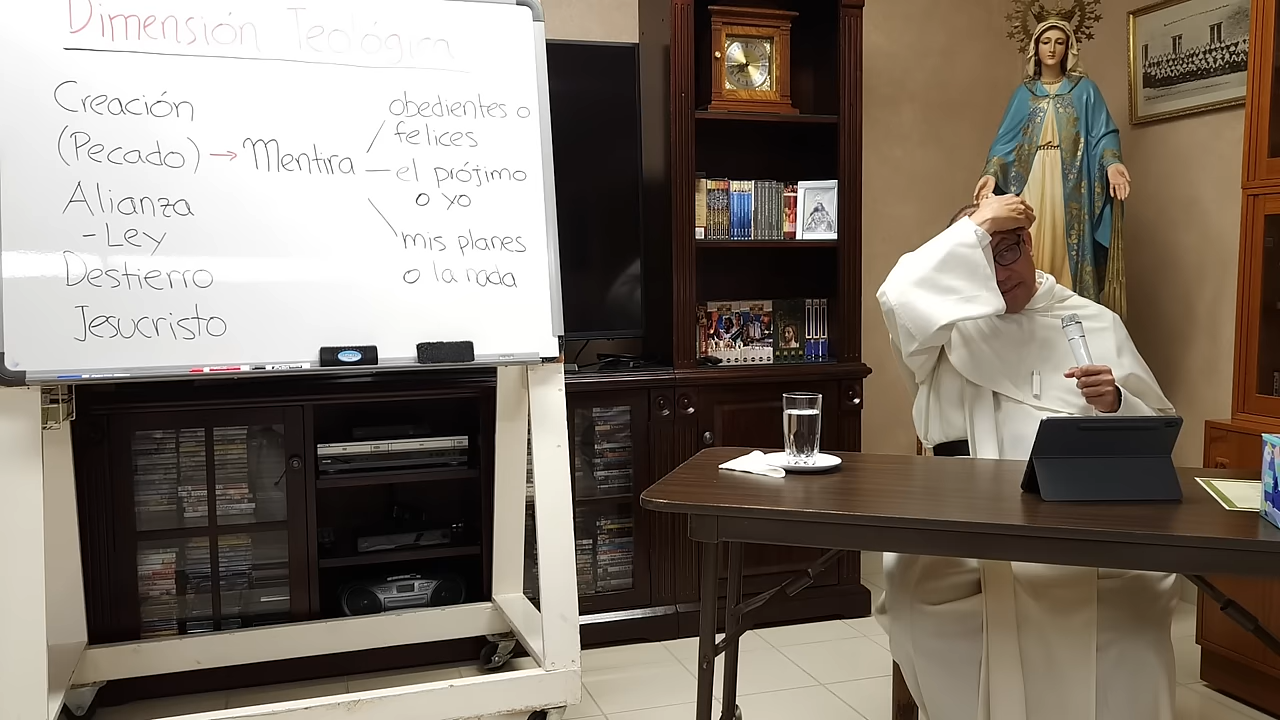 Dimensión Teológica
Creación
(Pecado) → Mentira
obedientes o
felices
el prójimo
o yo
mis planes
o la nada
Alianza
- Ley
Destierro
Jesucristo